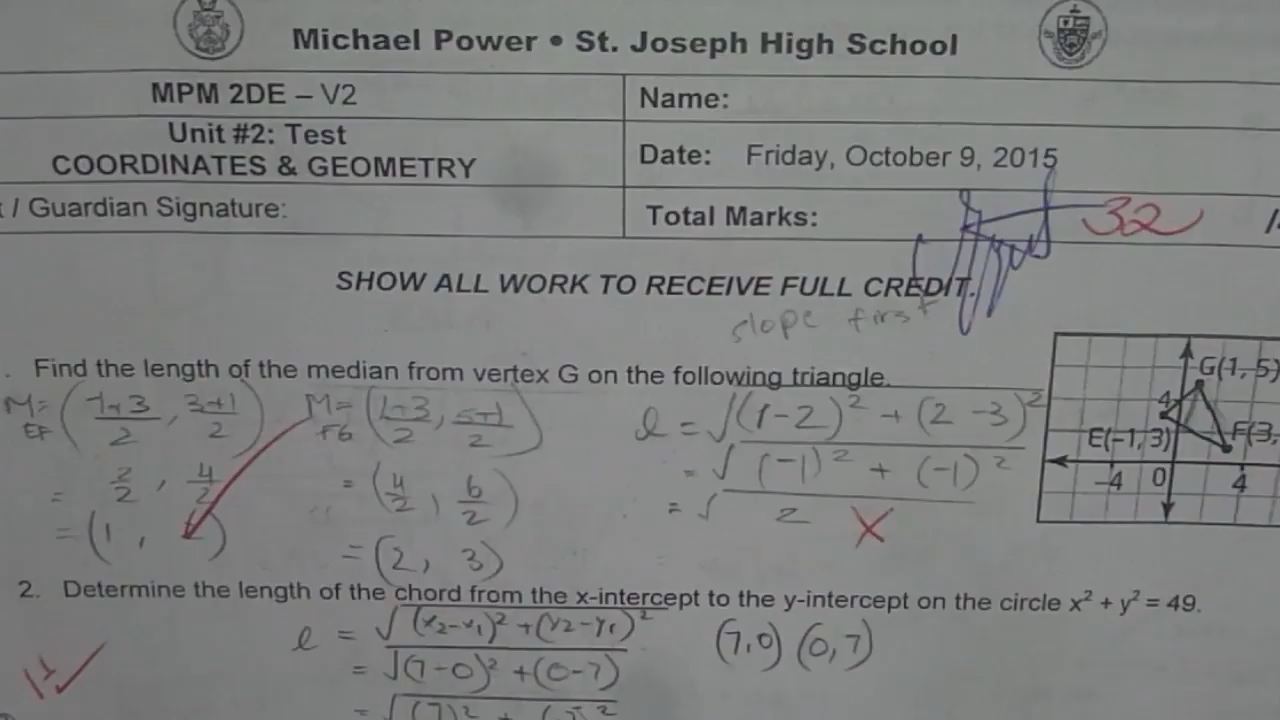 Michael Power • St. Joseph High School
MPM 2DE – V2
Name:
Unit #2: Test
COORDINATES & GEOMETRY
Date: Friday, October 9, 2015
/ Guardian Signature:
Total Marks: 32
SHOW ALL WORK TO RECEIVE FULL CREDIT.
slope first
. Find the length of the median from vertex G on the following triangle.
G(1, 5)
E(−1, 3)
F(3,
4
−4 0 4
M EF = (-1+3/2, 3+1/2)
= 2/2, 4/2
= (1, 2)
M FG = (1+3/2, 5+1/2)
= (4/2, 6/2)
= (2, 3)
l = √(1-2)² + (2-3)²
= √(-1)² + (-1)²
= √2 X
2. Determine the length of the chord from the x-intercept to the y-intercept on the circle x² + y² = 49.
l = √(x₂-x₁)² + (y₂-y₁)²
(7,0) (0,7)
= √(7-0)² + (0-7)